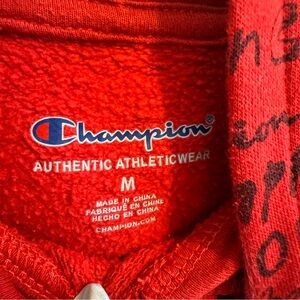 Champion
AUTHENTIC ATHLETICWEAR
M
MADE IN CHINA
FABRIQUÉ EN CHINE
HECHO EN CHINA
CHAMPION.COM